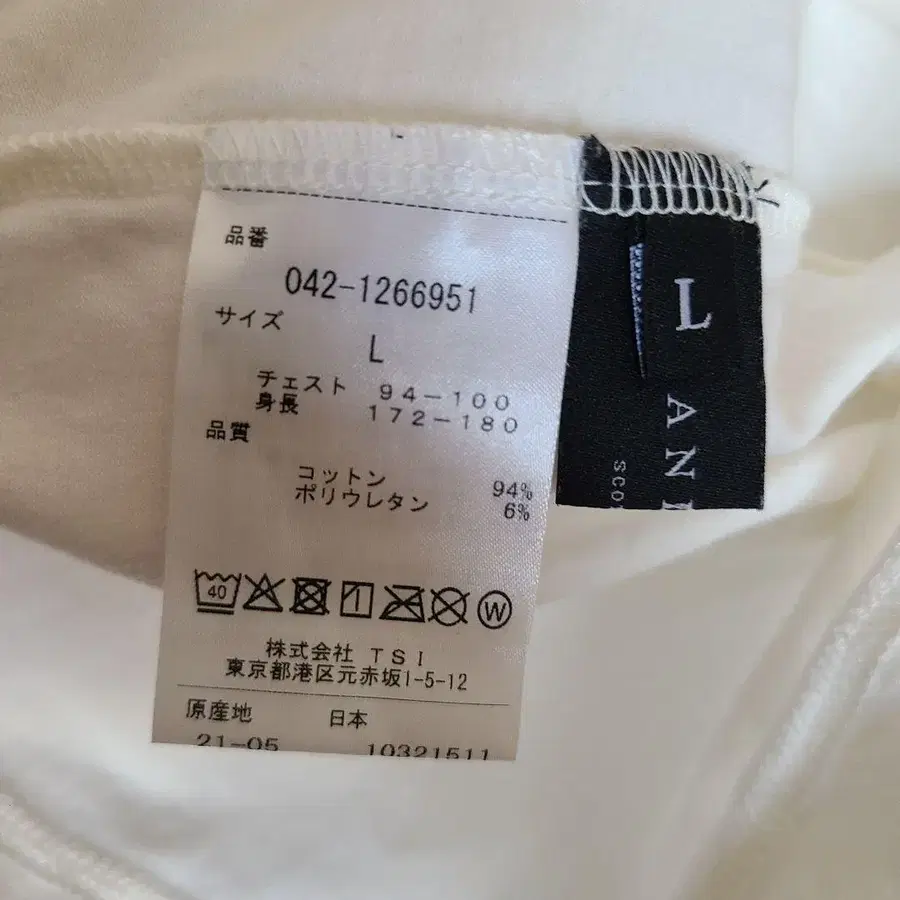 品番
042-1266951
サイズ
L
チェスト 94-100
身長 172-180
品質
コットン 94%
ポリウレタン 6%
40
W
株式会社 TSI
東京都港区元赤坂1-5-12
原産地 日本
21-05 10321511
L
AN
SCO